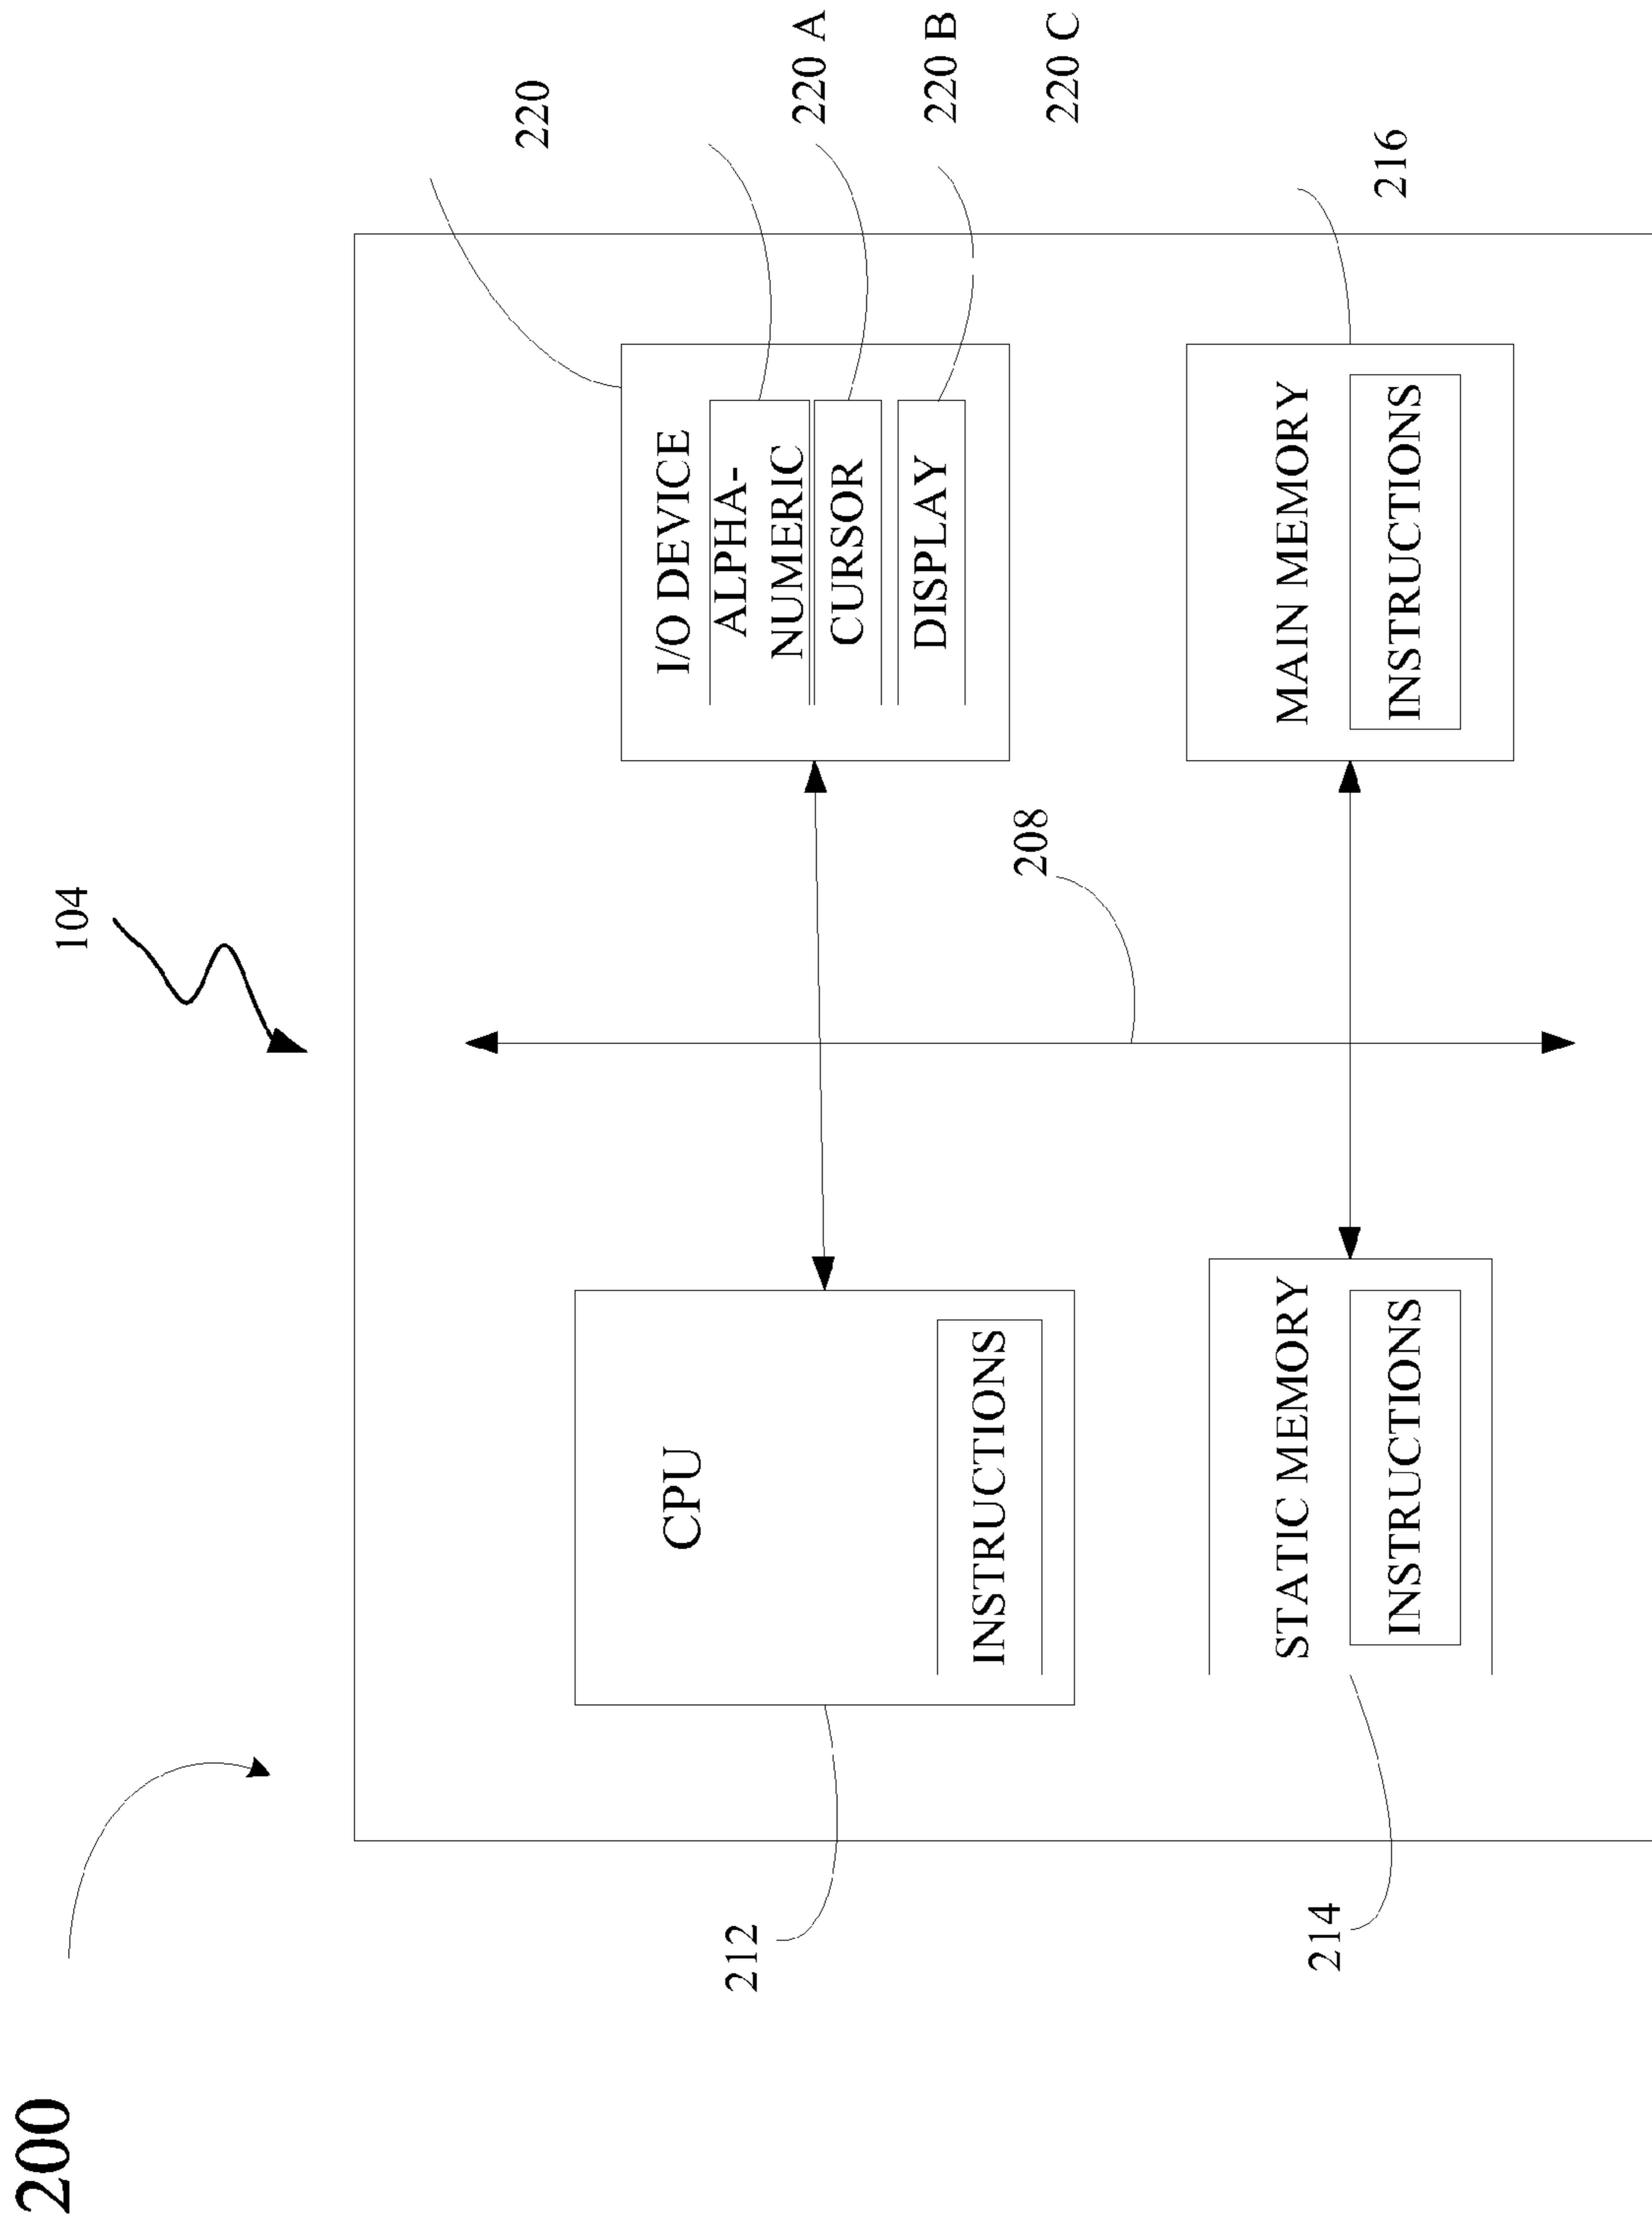 200
104
220
I/O DEVICE
ALPHA-
NUMERIC
220 A
CURSOR
220 B
DISPLAY
220 C
CPU
INSTRUCTIONS
212
208
MAIN MEMORY
INSTRUCTIONS
216
STATIC MEMORY
INSTRUCTIONS
214